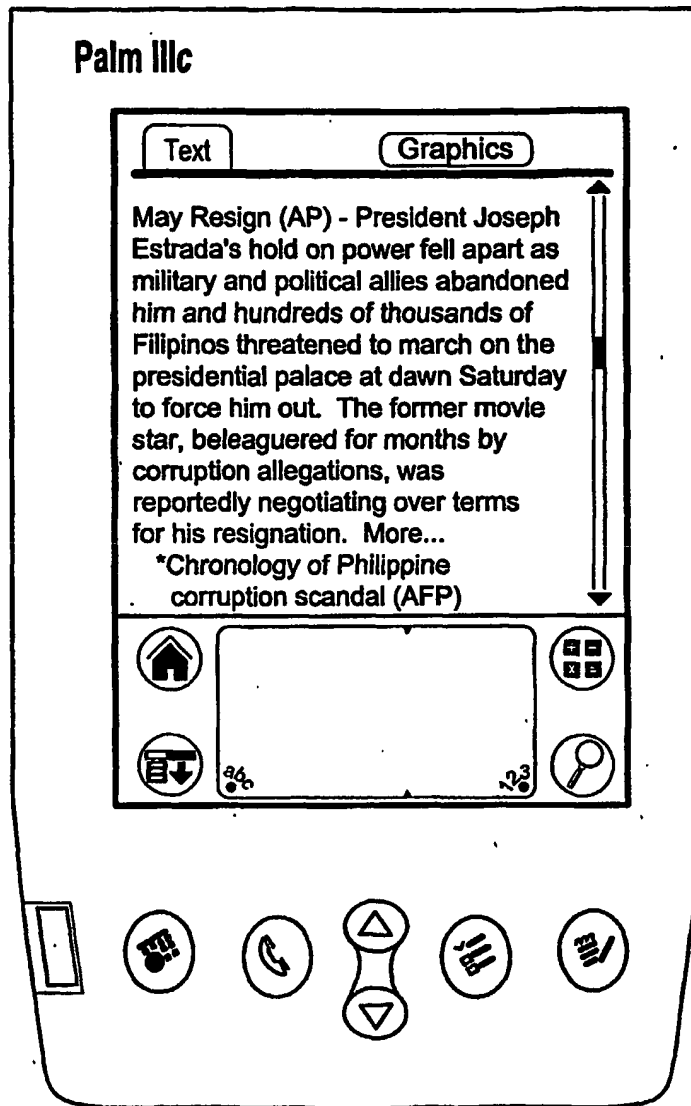 Palm IIIc
Text
Graphics
May Resign (AP) - President Joseph
Estrada's hold on power fell apart as
military and political allies abandoned
him and hundreds of thousands of
Filipinos threatened to march on the
presidential palace at dawn Saturday
to force him out. The former movie
star, beleaguered for months by
corruption allegations, was
reportedly negotiating over terms
for his resignation. More...
*Chronology of Philippine
corruption scandal (AFP)
abc
123